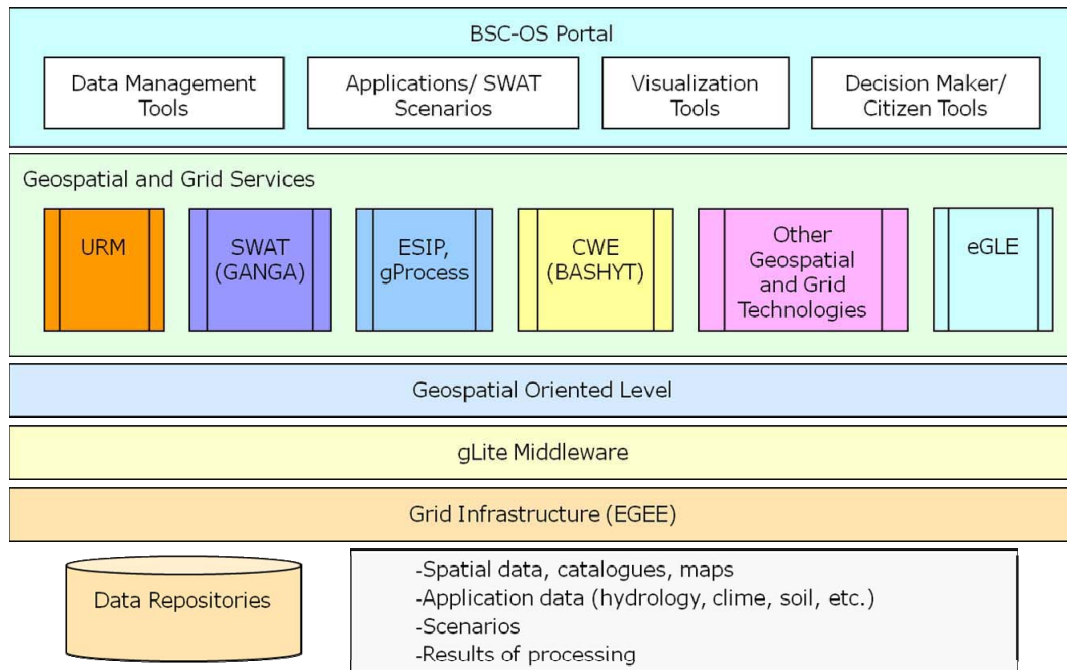 BSC-OS Portal
Data Management
Tools
Applications/ SWAT
Scenarios
Visualization
Tools
Decision Maker/
Citizen Tools
Geospatial and Grid Services
URM
SWAT
(GANGA)
ESIP,
gProcess
CWE
(BASHYT)
Other
Geospatial
and Grid
Technologies
eGLE
Geospatial Oriented Level
gLite Middleware
Grid Infrastructure (EGEE)
Data Repositories
-Spatial data, catalogues, maps
-Application data (hydrology, clime, soil, etc.)
-Scenarios
-Results of processing